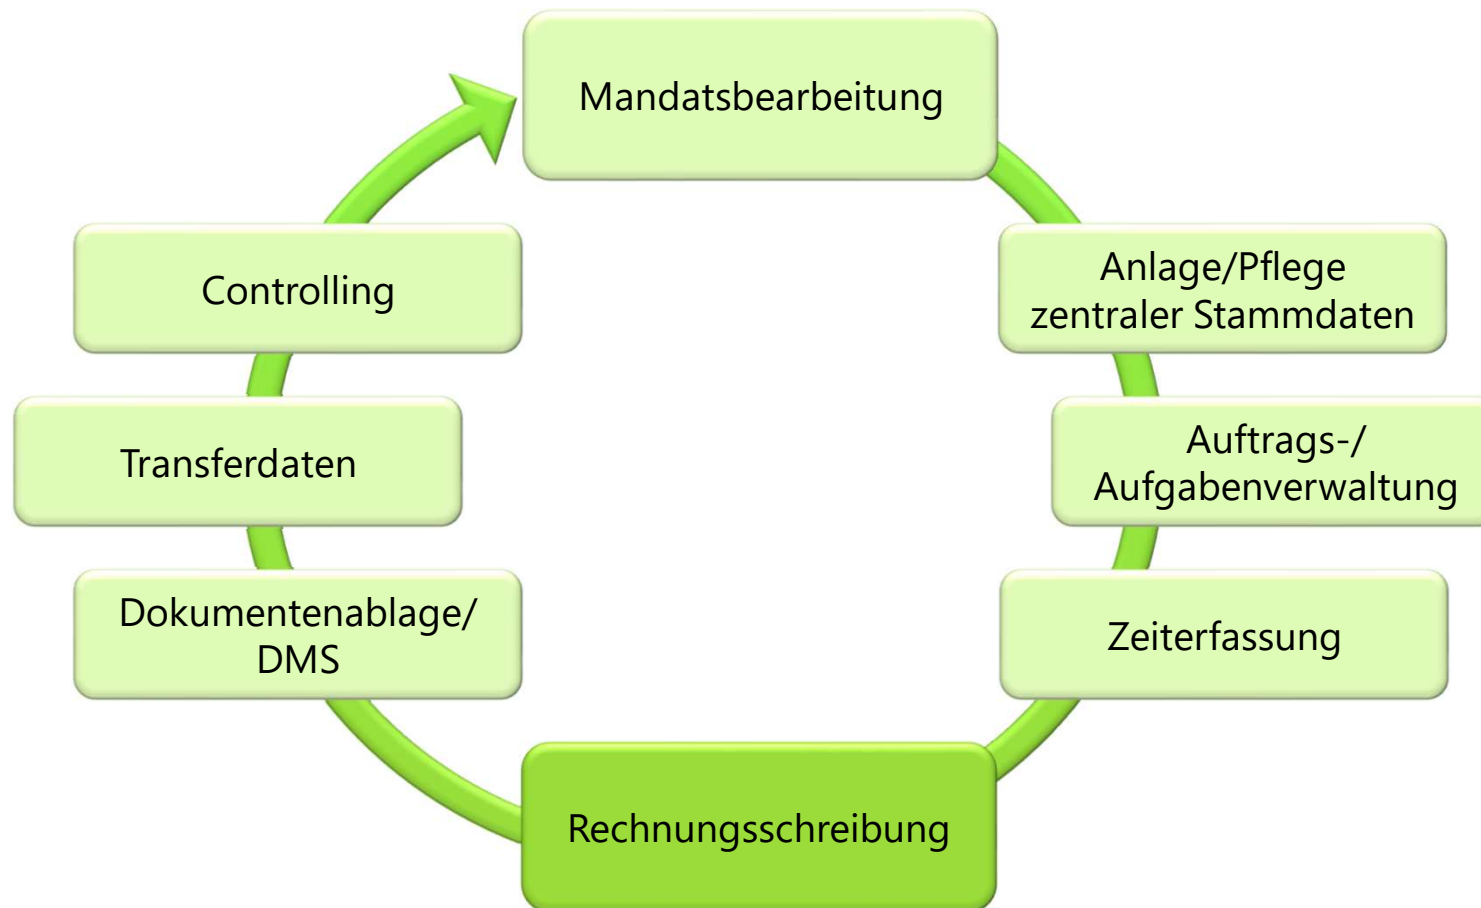 Mandatsbearbeitung
Anlage/Pflege
zentraler Stammdaten
Auftrags-/
Aufgabenverwaltung
Zeiterfassung
Rechnungsschreibung
Dokumentenablage/
DMS
Transferdaten
Controlling